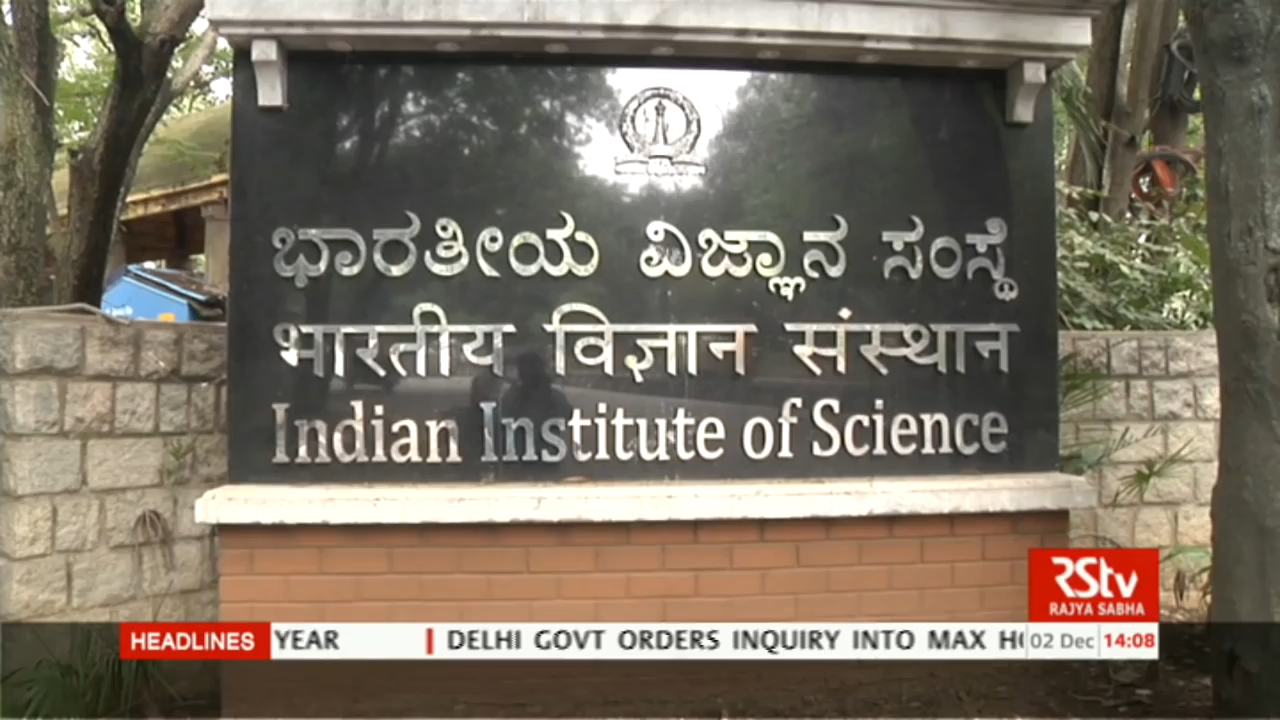 ಭಾರತೀಯ ವಿಜ್ಞಾನ ಸಂಸ್ಥೆ
भारतीय विज्ञान संस्थान
Indian Institute of Science
RStv
RAJYA SABHA
HEADLINES YEAR DELHI GOVT ORDERS INQUIRY INTO MAX 02 Dec 14:08